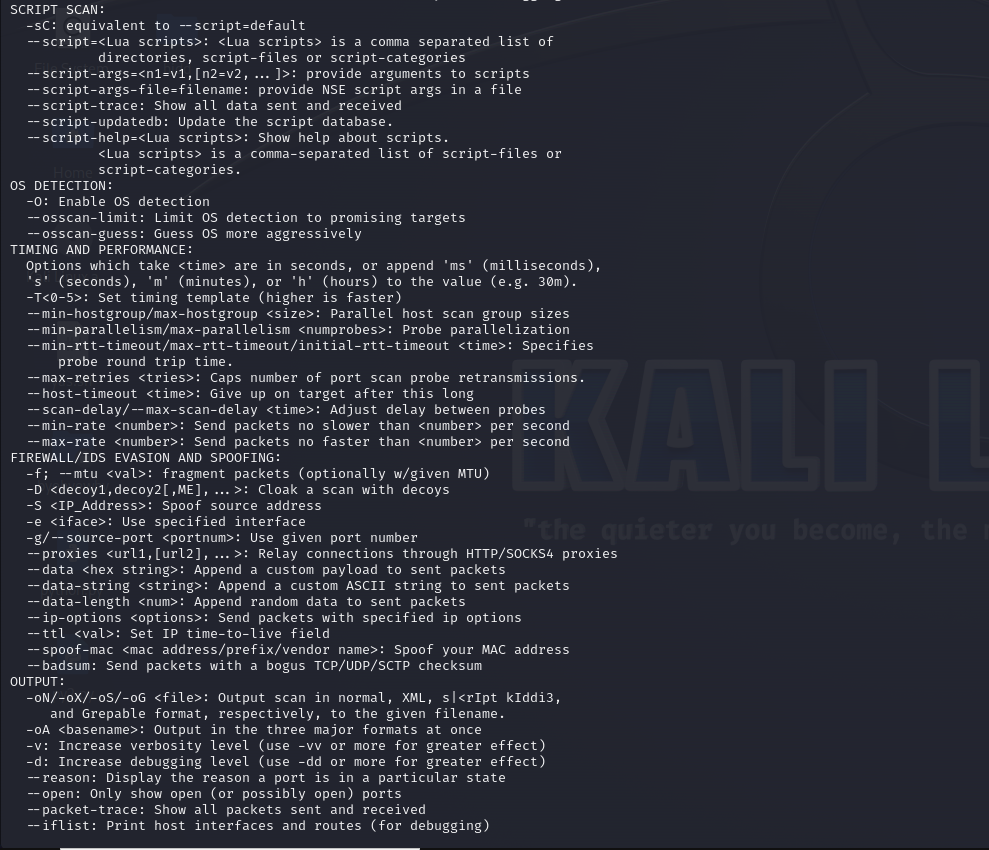 SCRIPT SCAN:
  -sC: equivalent to --script=default
  --script=<Lua scripts>: <Lua scripts> is a comma separated list of
           directories, script-files or script-categories
  --script-args=<n1=v1,[n2=v2,...]>: provide arguments to scripts
  --script-args-file=filename: provide NSE script args in a file
  --script-trace: Show all data sent and received
  --script-updatedb: Update the script database.
  --script-help=<Lua scripts>: Show help about scripts.
           <Lua scripts> is a comma-separated list of script-files or
           script-categories.
Home
OS DETECTION:
  -O: Enable OS detection
  --osscan-limit: Limit OS detection to promising targets
  --osscan-guess: Guess OS more aggressively
TIMING AND PERFORMANCE:
  Options which take <time> are in seconds, or append 'ms' (milliseconds),
  's' (seconds), 'm' (minutes), or 'h' (hours) to the value (e.g. 30m).
  -T<0-5>: Set timing template (higher is faster)
  --min-hostgroup/max-hostgroup <size>: Parallel host scan group sizes
  --min-parallelism/max-parallelism <numprobes>: Probe parallelization
  --min-rtt-timeout/max-rtt-timeout/initial-rtt-timeout <time>: Specifies
      probe round trip time.
  --max-retries <tries>: Caps number of port scan probe retransmissions.
  --host-timeout <time>: Give up on target after this long
  --scan-delay/--max-scan-delay <time>: Adjust delay between probes
  --min-rate <number>: Send packets no slower than <number> per second
  --max-rate <number>: Send packets no faster than <number> per second
FIREWALL/IDS EVASION AND SPOOFING:
  -f; --mtu <val>: fragment packets (optionally w/given MTU)
  -D <decoy1,decoy2[,ME],...>: Cloak a scan with decoys
  -S <IP_Address>: Spoof source address
  -e <iface>: Use specified interface
  -g/--source-port <portnum>: Use given port number
  --proxies <url1,[url2],...>: Relay connections through HTTP/SOCKS4 proxies
  --data <hex string>: Append a custom payload to sent packets
  --data-string <string>: Append a custom ASCII string to sent packets
  --data-length <num>: Append random data to sent packets
  --ip-options <options>: Send packets with specified ip options
  --ttl <val>: Set IP time-to-live field
  --spoof-mac <mac address/prefix/vendor name>: Spoof your MAC address
  --badsum: Send packets with a bogus TCP/UDP/SCTP checksum
OUTPUT:
  -oN/-oX/-oS/-oG <file>: Output scan in normal, XML, s|<rIpt kIddi3,
     and Grepable format, respectively, to the given filename.
  -oA <basename>: Output in the three major formats at once
  -v: Increase verbosity level (use -vv or more for greater effect)
  -d: Increase debugging level (use -dd or more for greater effect)
  --reason: Display the reason a port is in a particular state
  --open: Only show open (or possibly open) ports
  --packet-trace: Show all packets sent and received
  --iflist: Print host interfaces and routes (for debugging)
KALI L
"the quieter you become, the